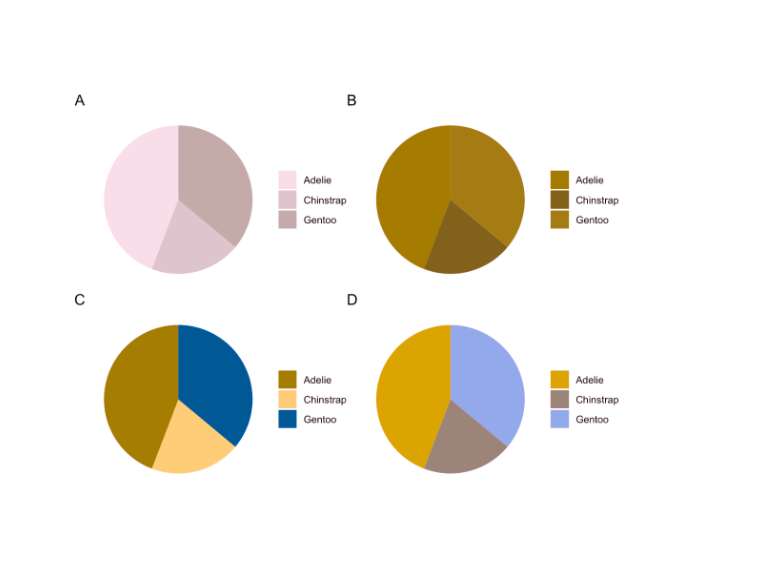 A
Adelie
Chinstrap
Gentoo
B
Adelie
Chinstrap
Gentoo
C
Adelie
Chinstrap
Gentoo
D
Adelie
Chinstrap
Gentoo